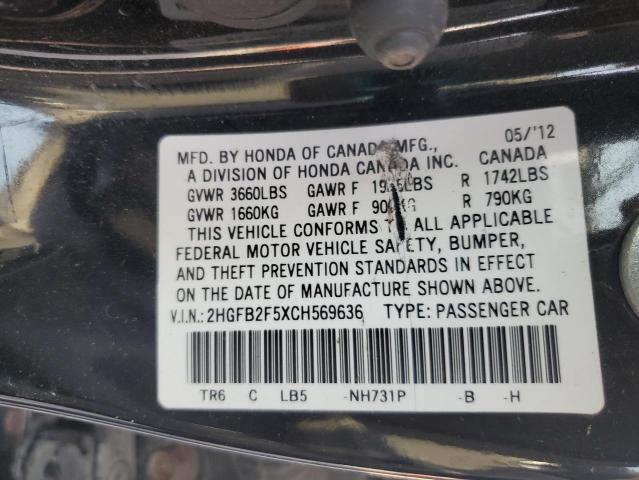 05/'12
MFD. BY HONDA OF CANADA MFG.,
A DIVISION OF HONDA CANADA INC. CANADA
GVWR 3660LBS GAWR F LBS R 1742LBS
GVWR 1660KG GAWR F R 790KG
THIS VEHICLE CONFORMS TO ALL APPLICABLE
FEDERAL MOTOR VEHICLE SAFETY, BUMPER,
AND THEFT PREVENTION STANDARDS IN EFFECT
ON THE DATE OF MANUFACTURE SHOWN ABOVE.
V.I.N.: 2HGFB2F5XCH569636 TYPE: PASSENGER CAR
TR6 C LB5 -NH731P -B -H